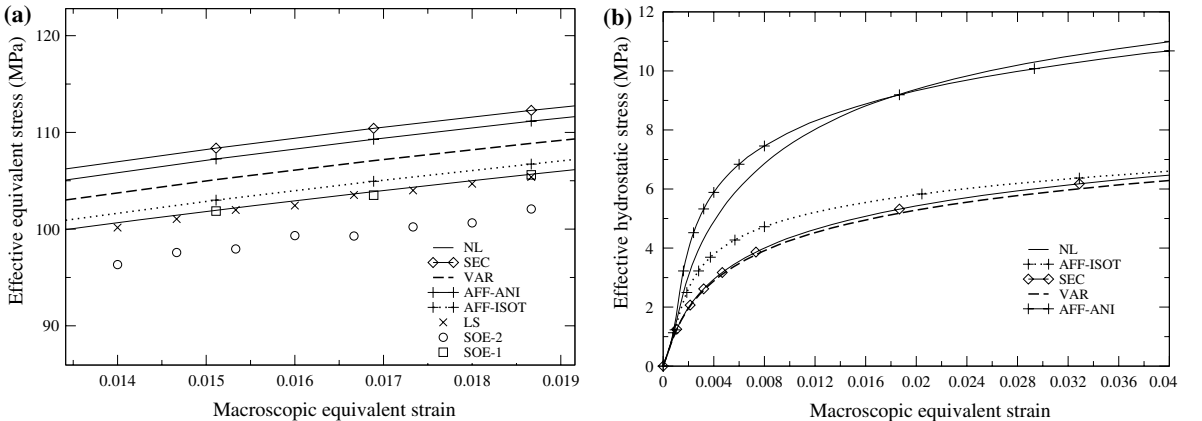 (a)
120
110
100
90
Effective equivalent stress (MPa)
NL
SEC
VAR
AFF-ANI
AFF-ISOT
LS
SOE-2
SOE-1
0.014
0.015
0.016
0.017
0.018
0.019
Macroscopic equivalent strain
(b)
12
10
8
6
4
2
0
Effective hydrostatic stress (MPa)
NL
AFF-ISOT
SEC
VAR
AFF-ANI
0
0.004
0.008
0.012
0.016
0.02
0.024
0.028
0.032
0.036
0.04
Macroscopic equivalent strain